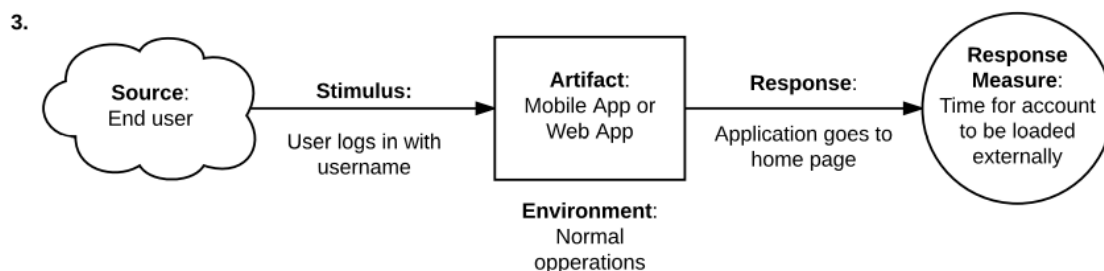 3.
Source:
End user
Stimulus:
User logs in with
username
Artifact:
Mobile App or
Web App
Environment:
Normal
opperations
Response:
Application goes to
home page
Response
Measure:
Time for account
to be loaded
externally